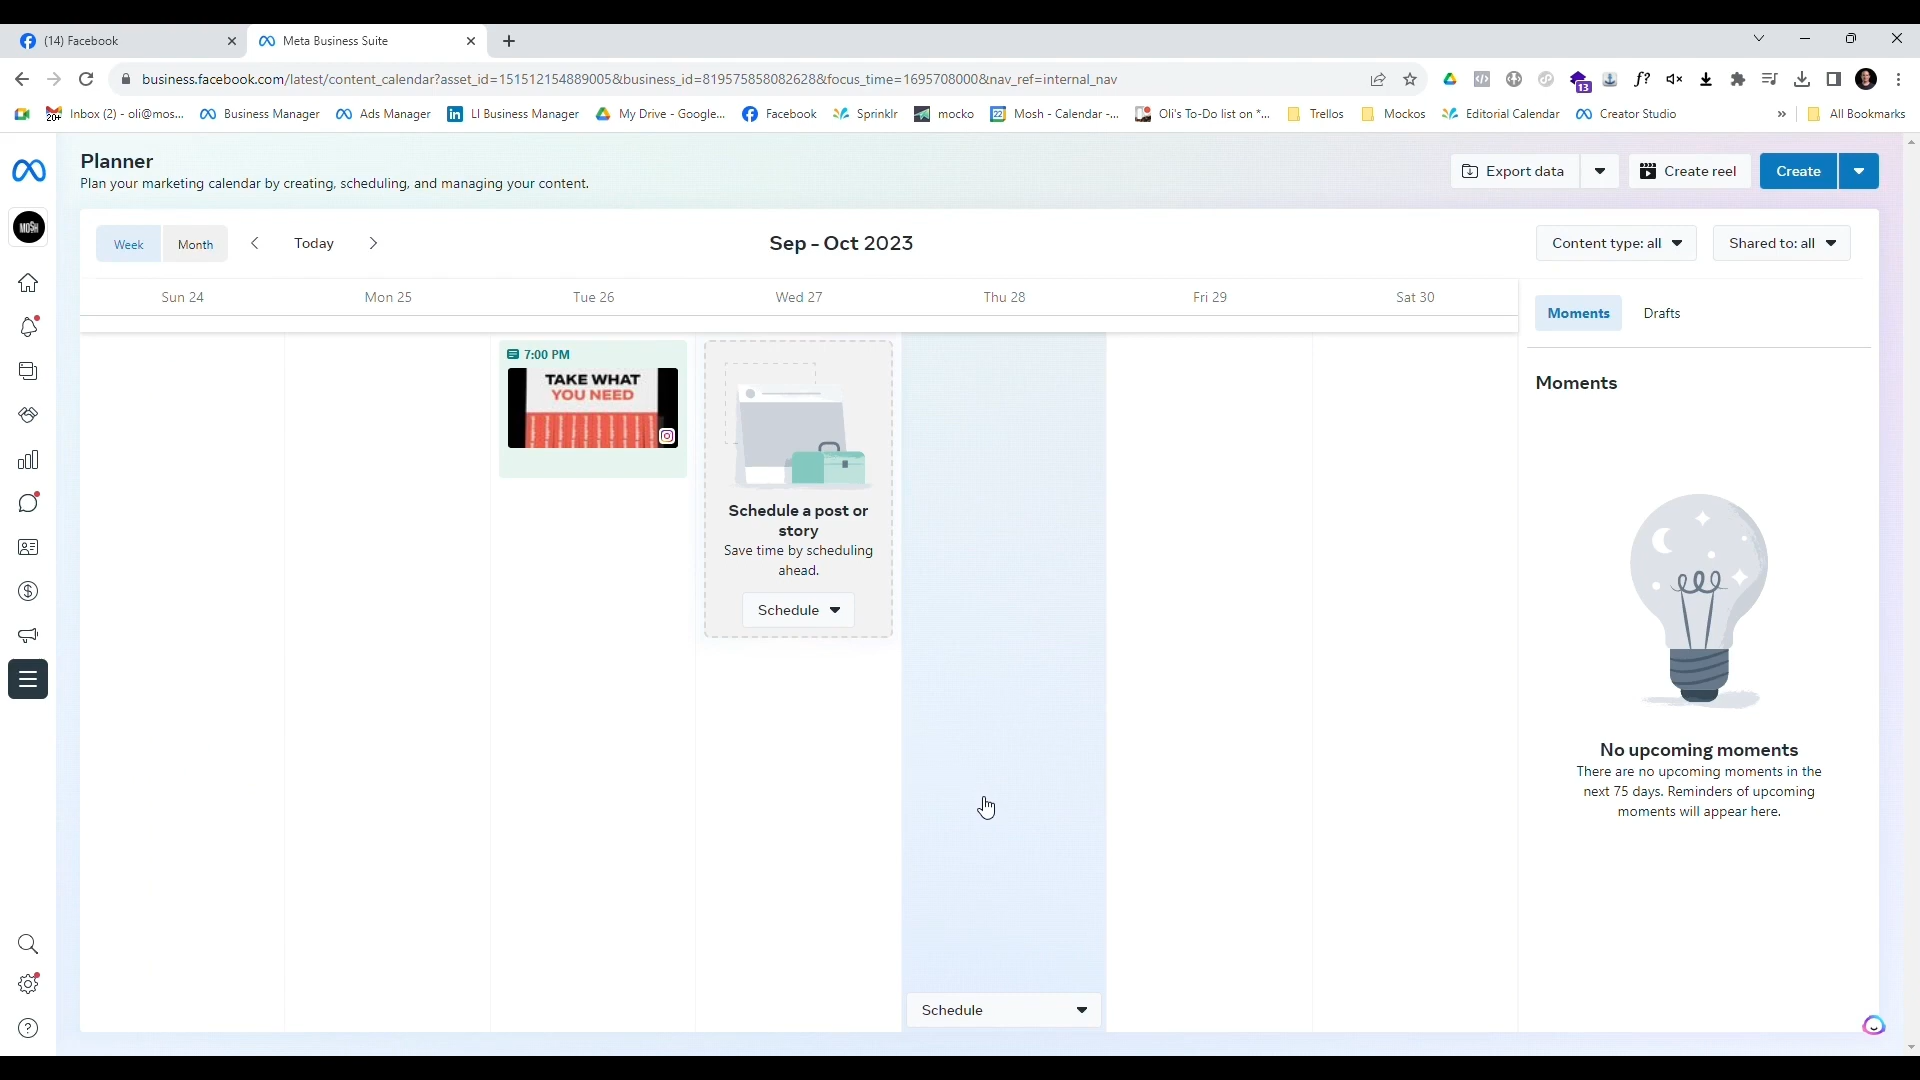 (14) Facebook
Meta Business Suite
business.facebook.com/latest/content_calendar?asset_id=1515121548890058&business_id=819575858082628&focus_time=1695708000&nav_ref=internal_nav
13
20+
Inbox (2) - oli@mos...
Business Manager
Ads Manager
LI Business Manager
My Drive - Google...
Facebook
Sprinklr
mocko
22
Mosh - Calendar -...
Oli's To-Do list on *...
Trellos
Mockos
Editorial Calendar
Creator Studio
»
All Bookmarks
Planner
Plan your marketing calendar by creating, scheduling, and managing your content.
Export data
Create reel
Create
MOSH
Week
Month
Today
Sep - Oct 2023
Content type: all
Shared to: all
Sun 24
Mon 25
Tue 26
Wed 27
Thu 28
Fri 29
Sat 30
Moments
Drafts
7:00 PM
TAKE WHAT
YOU NEED
Schedule a post or
story
Save time by scheduling
ahead.
Schedule
Schedule
Moments
No upcoming moments
There are no upcoming moments in the
next 75 days. Reminders of upcoming
moments will appear here.